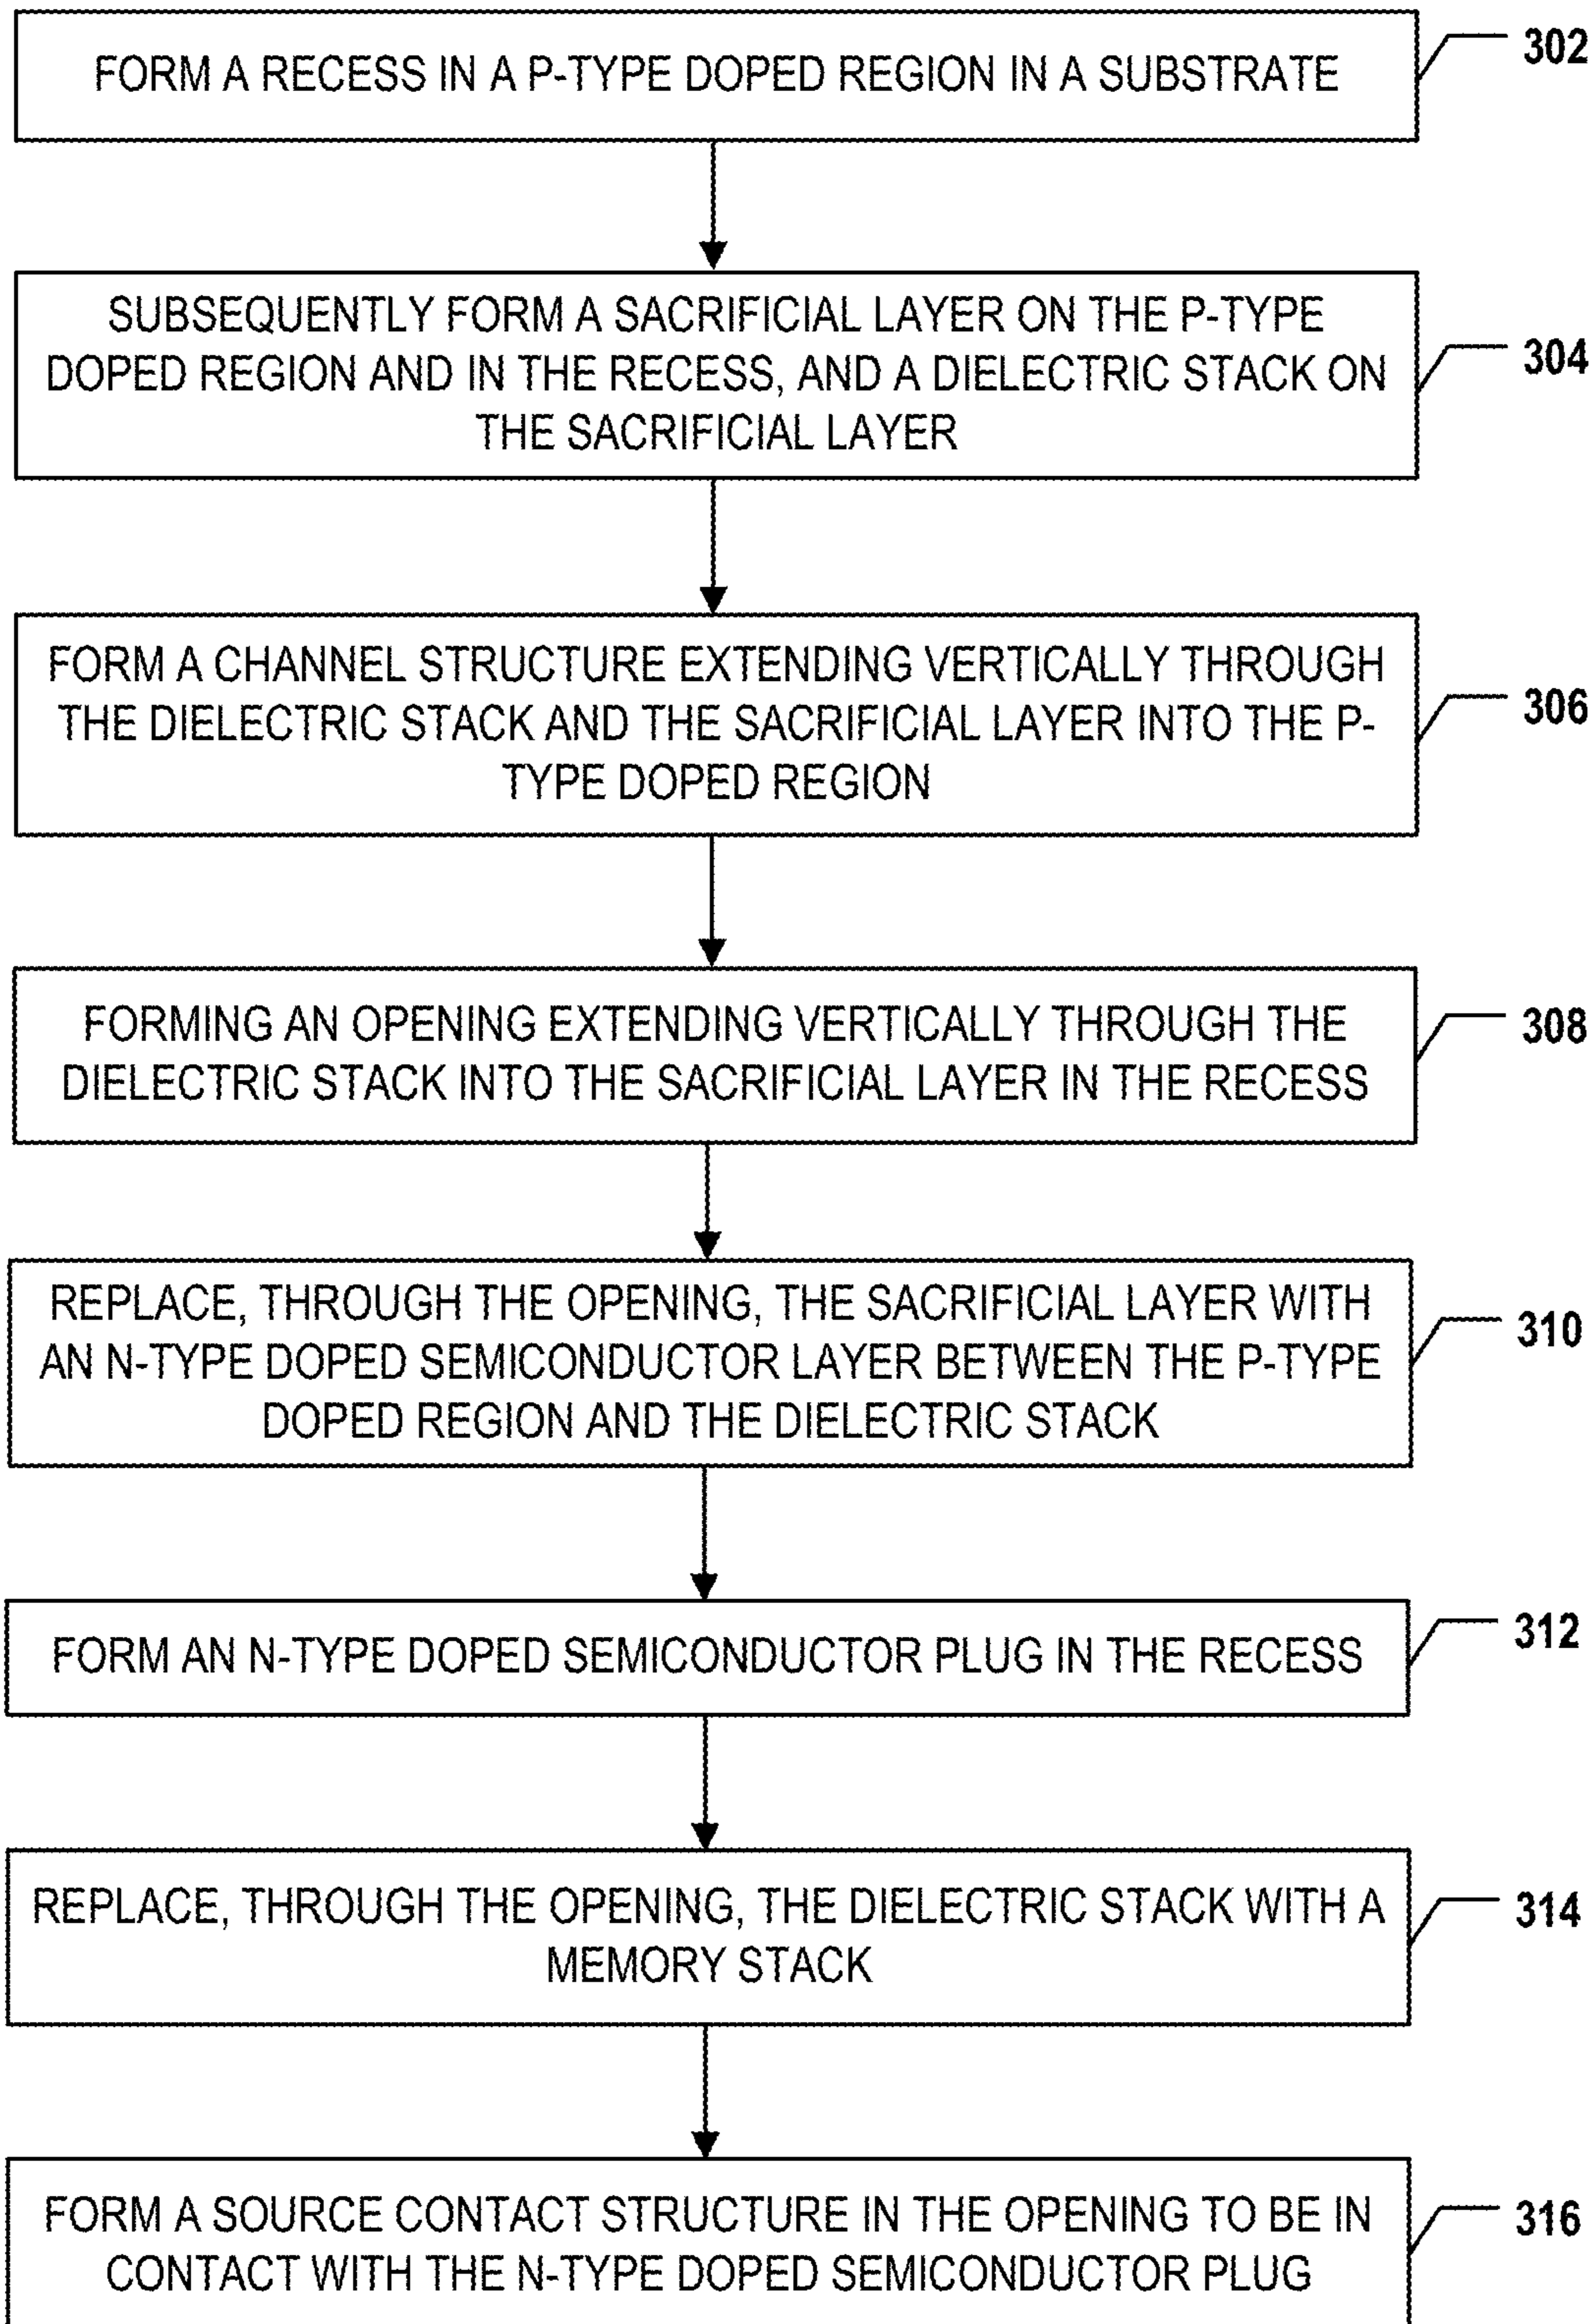 FORM A RECESS IN A P-TYPE DOPED REGION IN A SUBSTRATE
302
SUBSEQUENTLY FORM A SACRIFICIAL LAYER ON THE P-TYPE
DOPED REGION AND IN THE RECESS, AND A DIELECTRIC STACK ON
THE SACRIFICIAL LAYER
304
FORM A CHANNEL STRUCTURE EXTENDING VERTICALLY THROUGH
THE DIELECTRIC STACK AND THE SACRIFICIAL LAYER INTO THE P-
TYPE DOPED REGION
306
FORMING AN OPENING EXTENDING VERTICALLY THROUGH THE
DIELECTRIC STACK INTO THE SACRIFICIAL LAYER IN THE RECESS
308
REPLACE, THROUGH THE OPENING, THE SACRIFICIAL LAYER WITH
AN N-TYPE DOPED SEMICONDUCTOR LAYER BETWEEN THE P-TYPE
DOPED REGION AND THE DIELECTRIC STACK
310
FORM AN N-TYPE DOPED SEMICONDUCTOR PLUG IN THE RECESS
312
REPLACE, THROUGH THE OPENING, THE DIELECTRIC STACK WITH A
MEMORY STACK
314
FORM A SOURCE CONTACT STRUCTURE IN THE OPENING TO BE IN
CONTACT WITH THE N-TYPE DOPED SEMICONDUCTOR PLUG
316